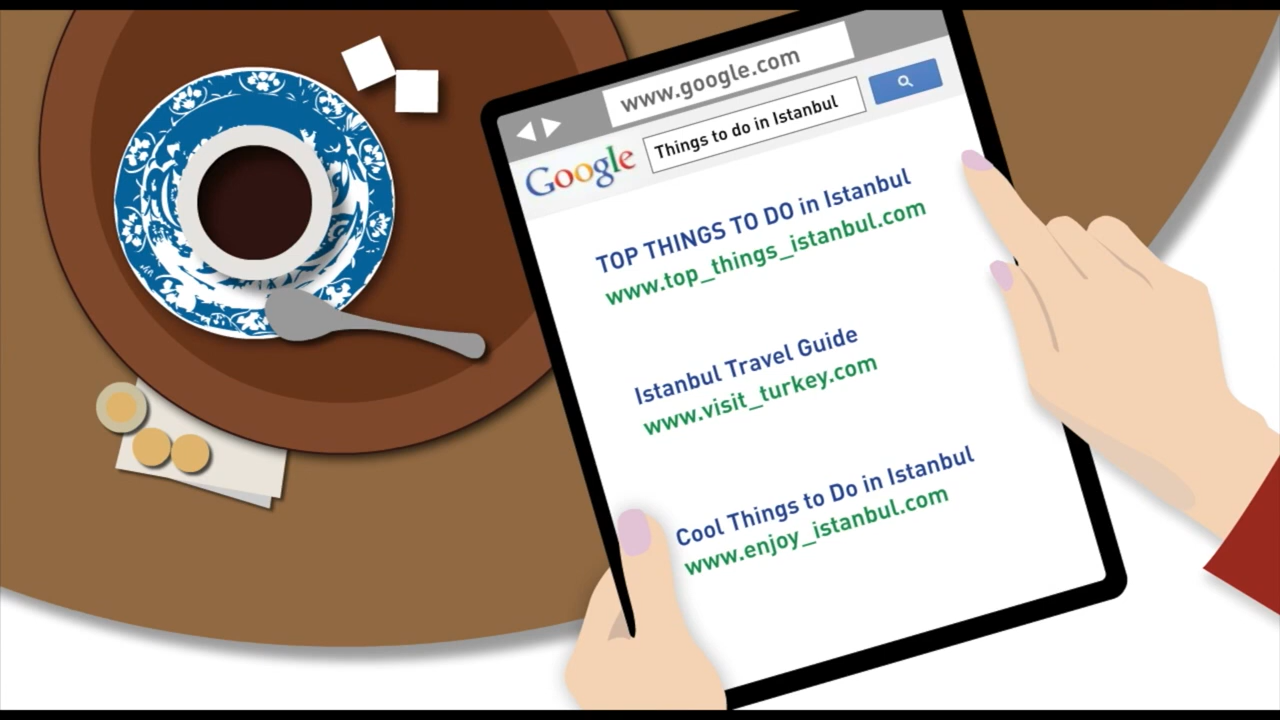 www.google.com
Google
Things to do in Istanbul
TOP THINGS TO DO in Istanbul
www.top_things_istanbul.com
Istanbul Travel Guide
www.visit_turkey.com
Cool Things to Do in Istanbul
www.enjoy_istanbul.com